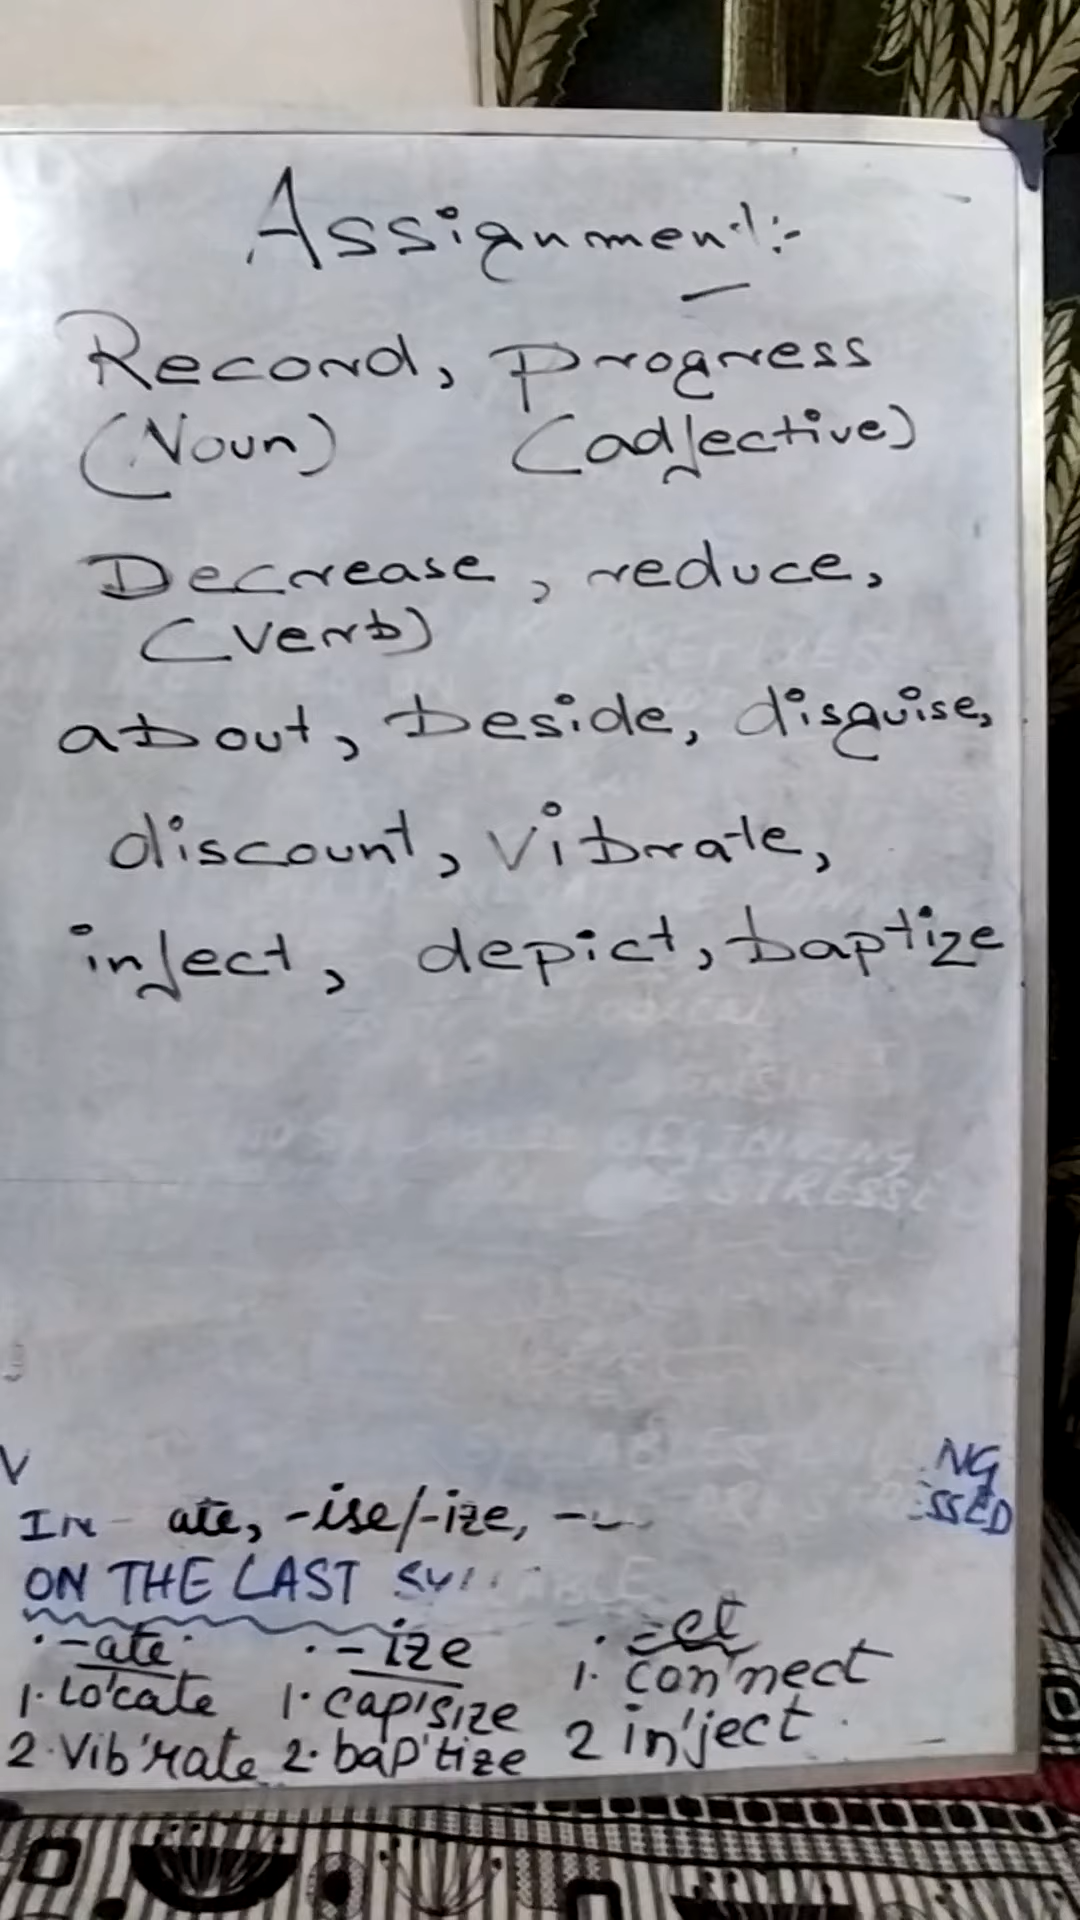 Assignment:-
Record, Progress
(Noun) (adjective)
Decrease, reduce,
(verb)
about, beside, disguise,
discount, vibrate,
inject, depict, baptize
BEGINNING
STRESSE
NG
SSED
IN ate, -ise/-ize,
ON THE LAST
-ate -ize -ct
1. Lo'cate 1. cap'size 1. con'nect
2. Vib'rate 2. bap'tize 2 in'ject